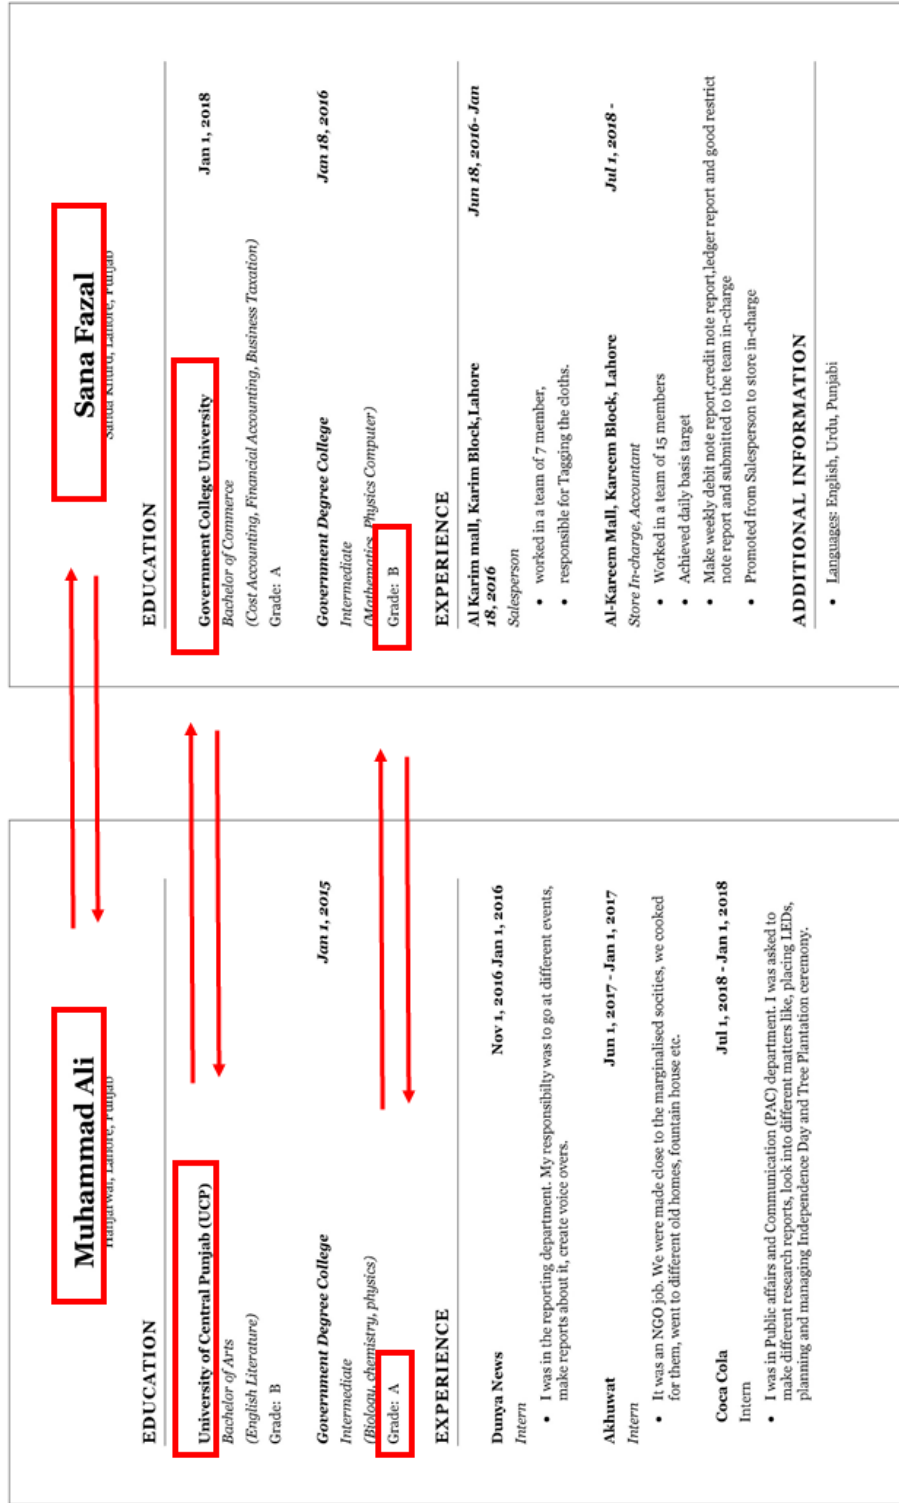 Muhammad Ali
Hanjarwal, Lahore, Punjab
EDUCATION
University of Central Punjab (UCP)
Bachelor of Arts
(English Literature)
Grade: B
Government Degree College Jan 1, 2015
Intermediate
(Biology, chemistry, physics)
Grade: A
EXPERIENCE
Dunya News Nov 1, 2016 Jan 1, 2016
Intern
• I was in the reporting department. My responsibilty was to go at different events,
make reports about it, create voice overs.
Akhuwat Jun 1, 2017 - Jan 1, 2017
Intern
• It was an NGO job. We were made close to the marginalised socities, we cooked
for them, went to different old homes, fountain house etc.
Coca Cola Jul 1, 2018 - Jan 1, 2018
Intern
• I was in Public affairs and Communication (PAC) department. I was asked to
make different research reports, look into different matters like, placing LEDs,
planning and managing Independence Day and Tree Plantation ceremony.
Sana Fazal
Sanda Khurd, Lahore, Punjab
EDUCATION
Government College University Jan 1, 2018
Bachelor of Commerce
(Cost Accounting, Financial Accounting, Business Taxation)
Grade: A
Government Degree College Jan 18, 2016
Intermediate
(Mathematics, Physics Computer)
Grade: B
EXPERIENCE
Al Karim mall, Karim Block,Lahore Jun 18, 2016- Jan
18, 2016
Salesperson
• worked in a team of 7 member,
• responsible for Tagging the cloths.
Al-Kareem Mall, Kareem Block, Lahore Jul 1, 2018 -
Store In-charge, Accountant
• Worked in a team of 15 members
• Achieved daily basis target
• Make weekly debit note report,credit note report,ledger report and good restrict
note report and submitted to the team in-charge
• Promoted from Salesperson to store in-charge
ADDITIONAL INFORMATION
• Languages: English, Urdu, Punjabi